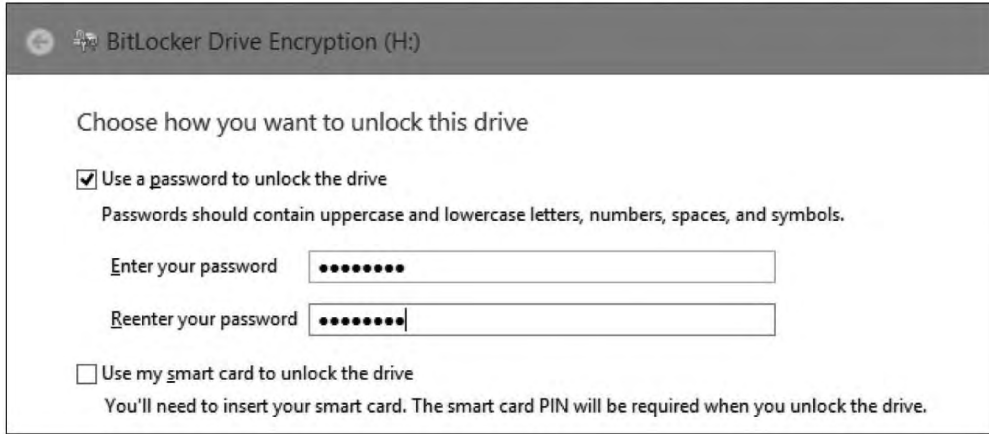 BitLocker Drive Encryption (H:)
Choose how you want to unlock this drive
Use a password to unlock the drive
Passwords should contain uppercase and lowercase letters, numbers, spaces, and symbols.
Enter your password ●●●●●●●●
Reenter your password ●●●●●●●●
Use my smart card to unlock the drive
You'll need to insert your smart card. The smart card PIN will be required when you unlock the drive.